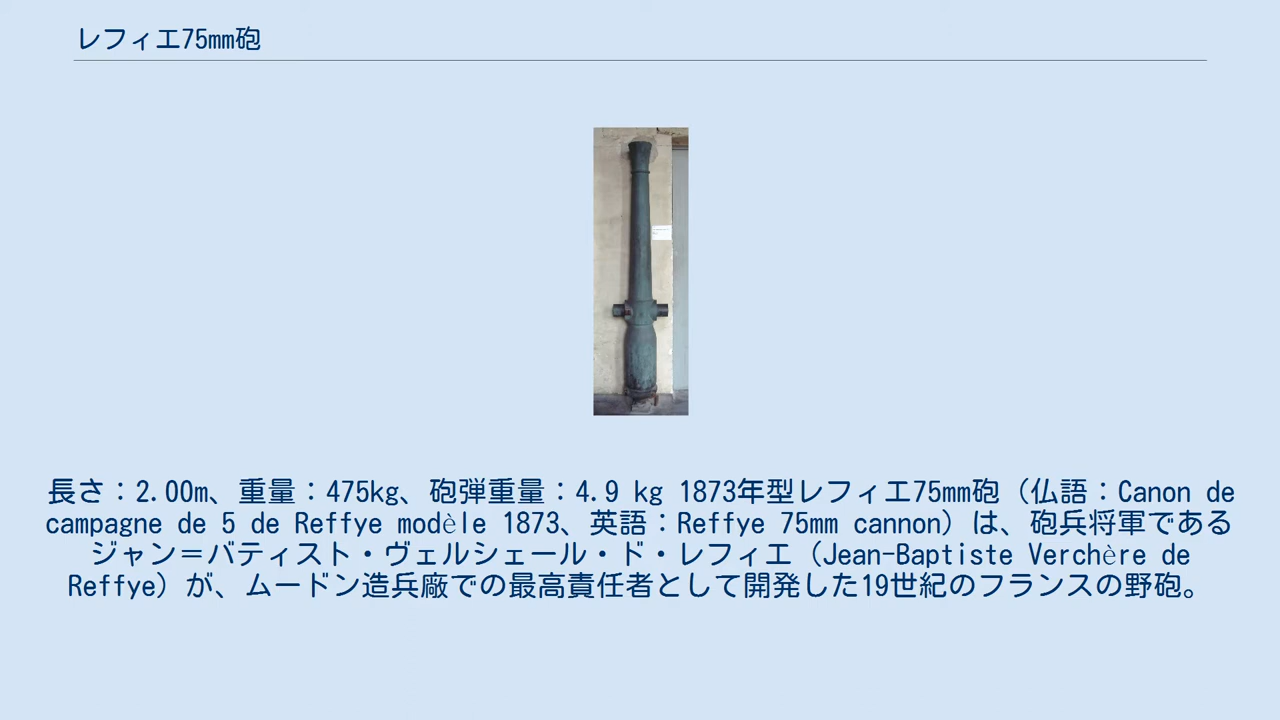 レフィエ75mm砲
長さ：2.00m、重量：475kg、砲弾重量：4.9 kg 1873年型レフィエ75mm砲（仏語：Canon de
campagne de 5 de Reffye modèle 1873、英語：Reffye 75mm cannon）は、砲兵将軍である
ジャン＝バティスト・ヴェルシェール・ド・レフィエ（Jean-Baptiste Verchère de
Reffye）が、ムードン造兵廠での最高責任者として開発した19世紀のフランスの野砲。